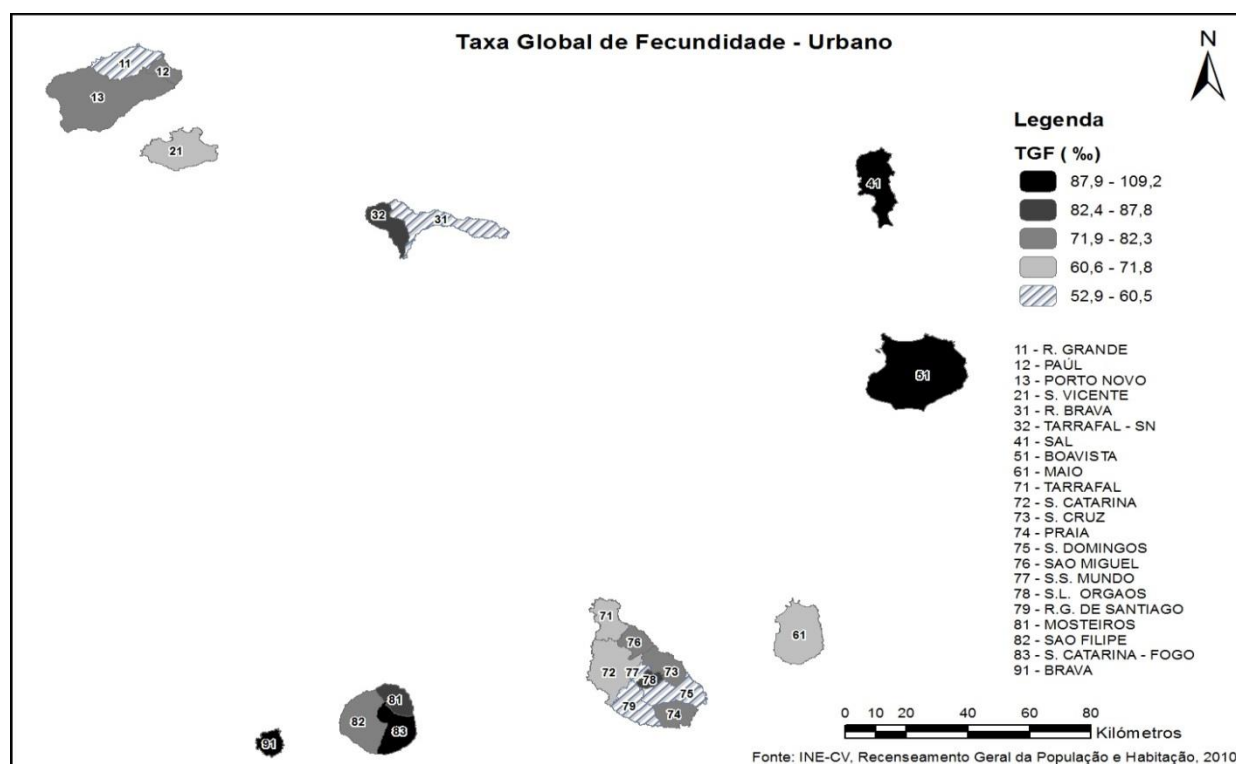 Taxa Global de Fecundidade - Urbano
N
11
12
13
21
32
31
41
51
71
76
72
77
73
78
75
79
74
61
81
82
83
91
Legenda
TGF ( ‰)
87,9 - 109,2
82,4 - 87,8
71,9 - 82,3
60,6 - 71,8
52,9 - 60,5
11 - R. GRANDE
12 - PAÚL
13 - PORTO NOVO
21 - S. VICENTE
31 - R. BRAVA
32 - TARRAFAL - SN
41 - SAL
51 - BOAVISTA
61 - MAIO
71 - TARRAFAL
72 - S. CATARINA
73 - S. CRUZ
74 - PRAIA
75 - S. DOMINGOS
76 - SAO MIGUEL
77 - S.S. MUNDO
78 - S.L. ORGAOS
79 - R.G. DE SANTIAGO
81 - MOSTEIROS
82 - SAO FILIPE
83 - S. CATARINA - FOGO
91 - BRAVA
0 10 20 40 60 80
Kilómetros
Fonte: INE-CV, Recenseamento Geral da População e Habitação, 2010